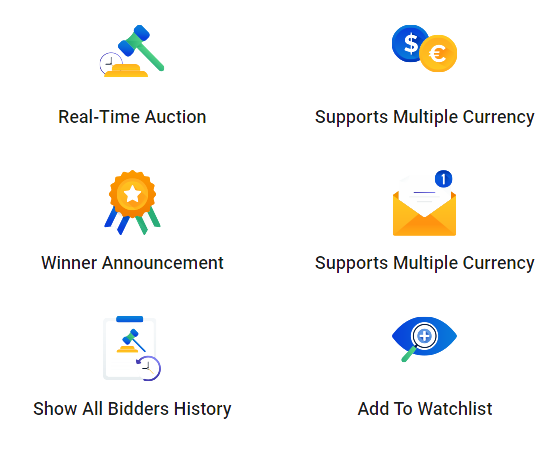 $ €
Real-Time Auction
Supports Multiple Currency
1
Winner Announcement
Supports Multiple Currency
Show All Bidders History
Add To Watchlist